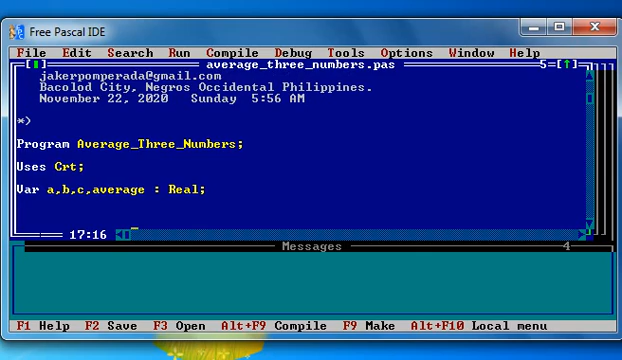 Free Pascal IDE
File Edit Search Run Compile Debug Tools Options Window Help
average_three_numbers.pas 5
jakerpomperada@gmail.com
Bacolod City, Negros Occidental Philippines.
November 22, 2020 Sunday 5:56 AM
*)
Program Average_Three_Numbers;
Uses Crt;
Var a,b,c,average : Real;
17:16
Messages 4
F1 Help F2 Save F3 Open Alt+F9 Compile F9 Make Alt+F10 Local menu